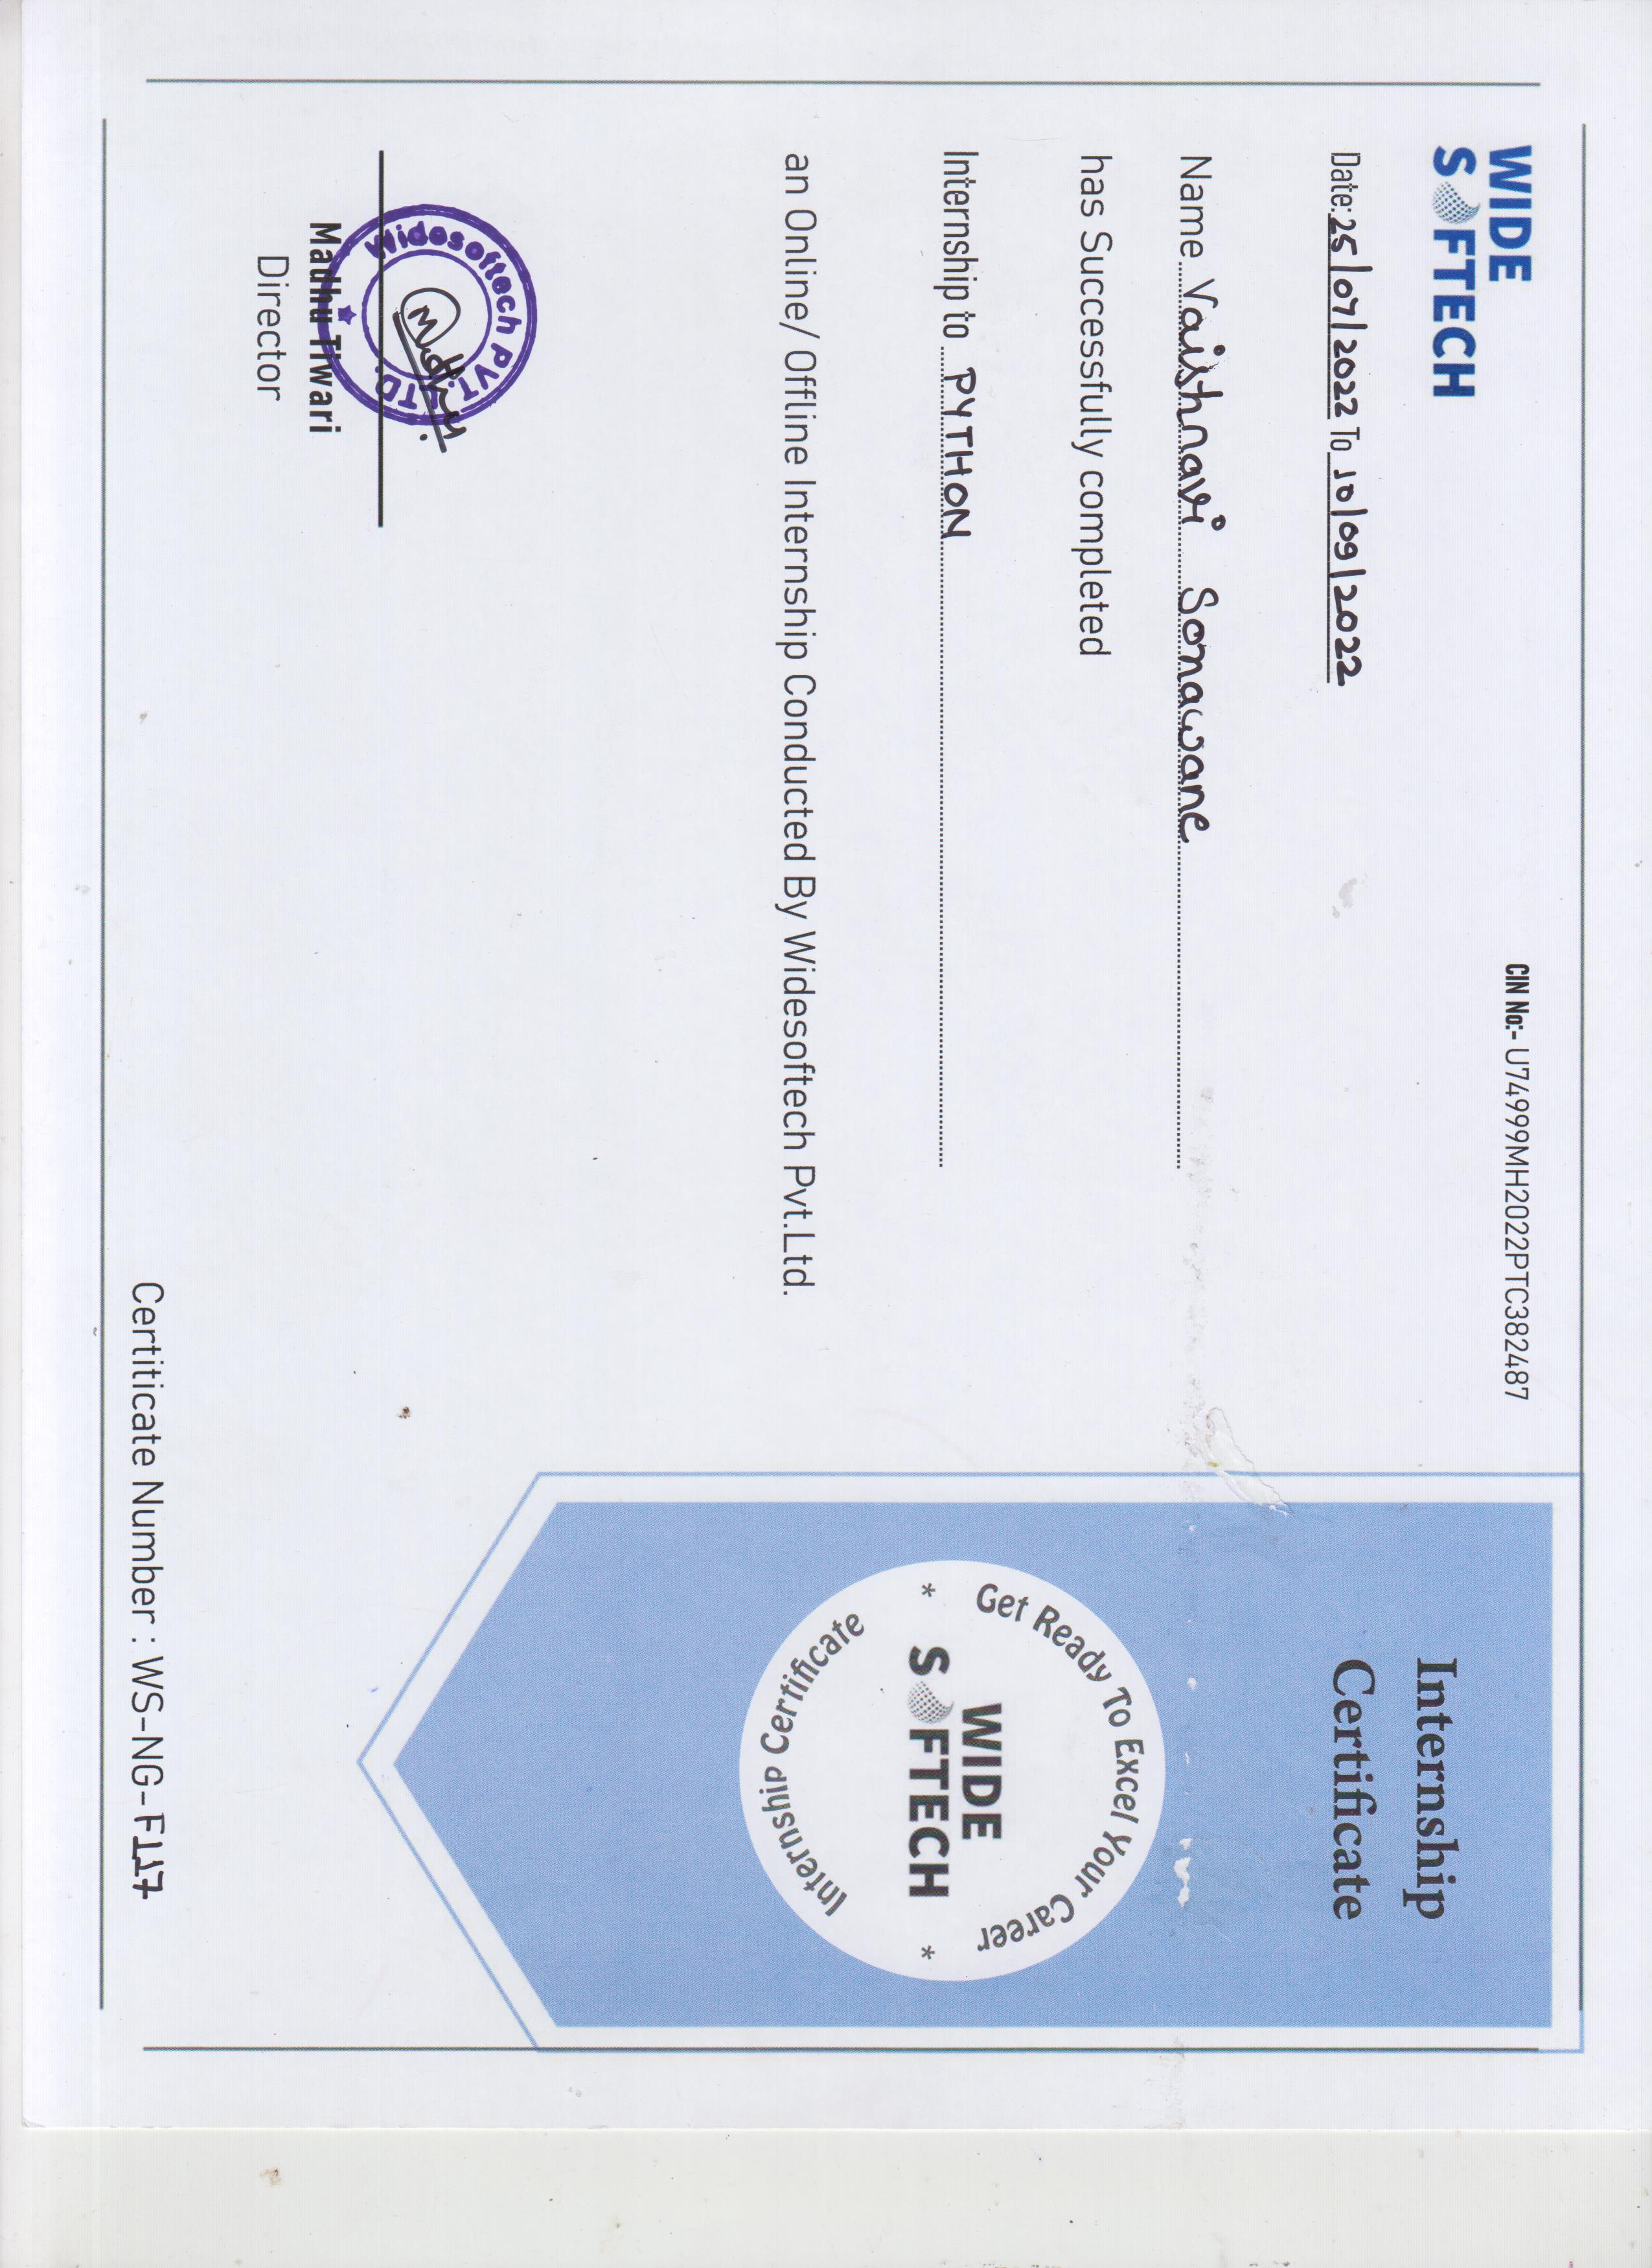 WIDE
SOFTECH
CIN No:- U74999MH2022PTC382487
Internship
Certificate
Date: 25/07/2022 To 10/09/2022
Name Vaishnavi Sonawane
has Successfully completed
Internship to PYTHON
an Online/ Offline Internship Conducted By Widesoftech Pvt.Ltd.
Get Ready To Excel Your Career
WIDE
SOFTECH
* *
Internship Certificate
Widesoftech PVT. LTD.
Madhu
Madhu Tiwari
Director
Certiticate Number : WS-NG-F117